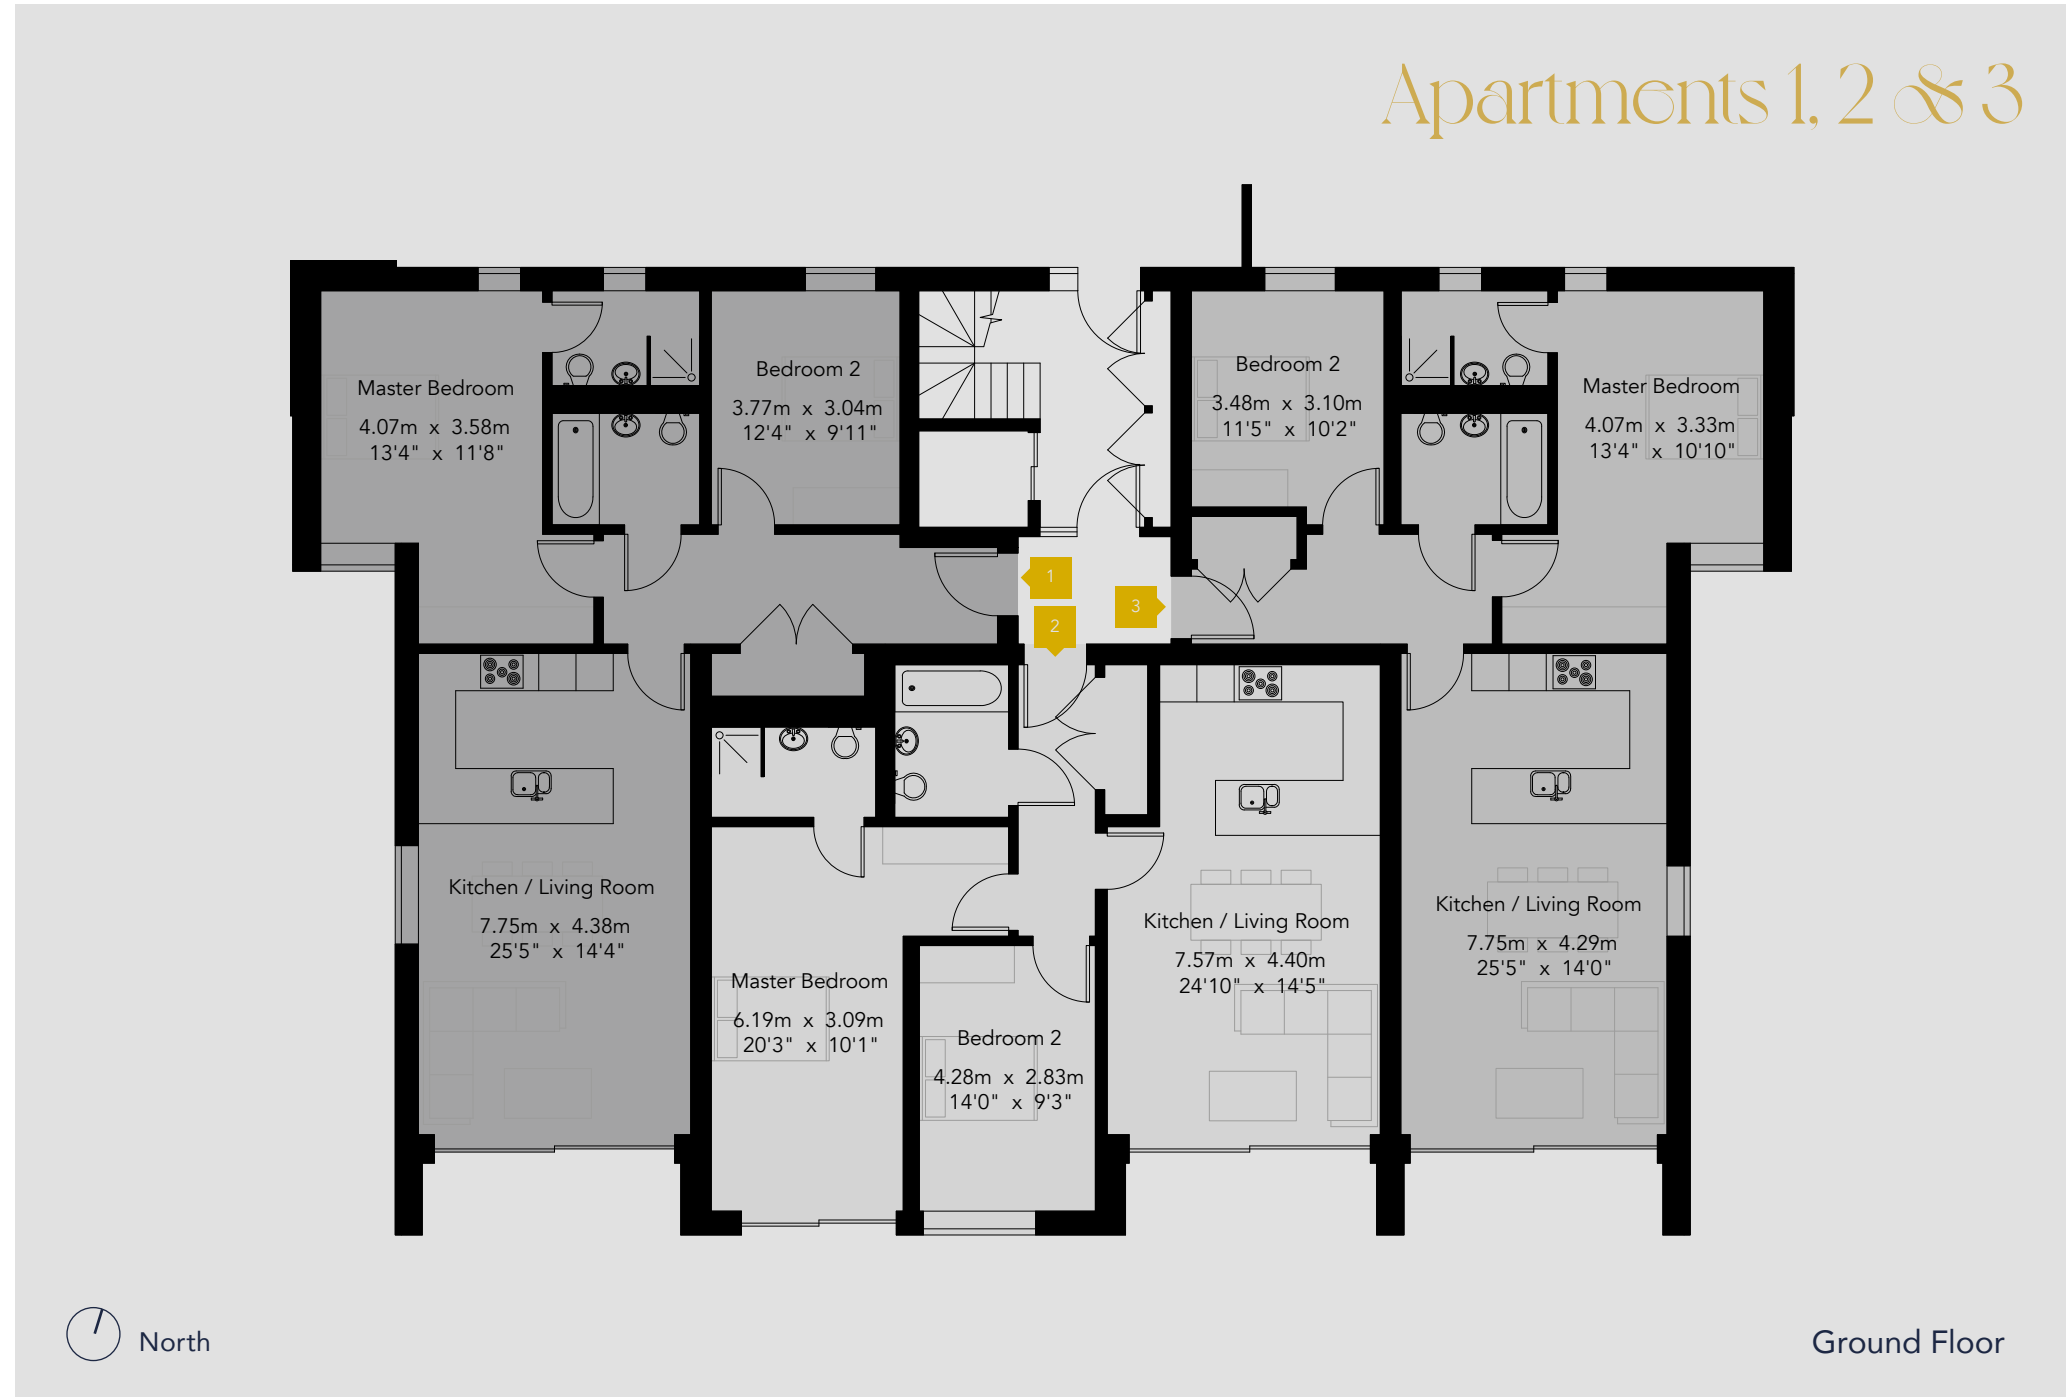 Apartments 1, 2 & 3
Master Bedroom
4.07m x 3.58m
13'4" x 11'8"
Bedroom 2
3.77m x 3.04m
12'4" x 9'11"
Bedroom 2
3.48m x 3.10m
11'5" x 10'2"
Master Bedroom
4.07m x 3.33m
13'4" x 10'10"
1
2
3
Kitchen / Living Room
7.75m x 4.38m
25'5" x 14'4"
Master Bedroom
6.19m x 3.09m
20'3" x 10'1"
Bedroom 2
4.28m x 2.83m
14'0" x 9'3"
Kitchen / Living Room
7.57m x 4.40m
24'10" x 14'5"
Kitchen / Living Room
7.75m x 4.29m
25'5" x 14'0"
North
Ground Floor